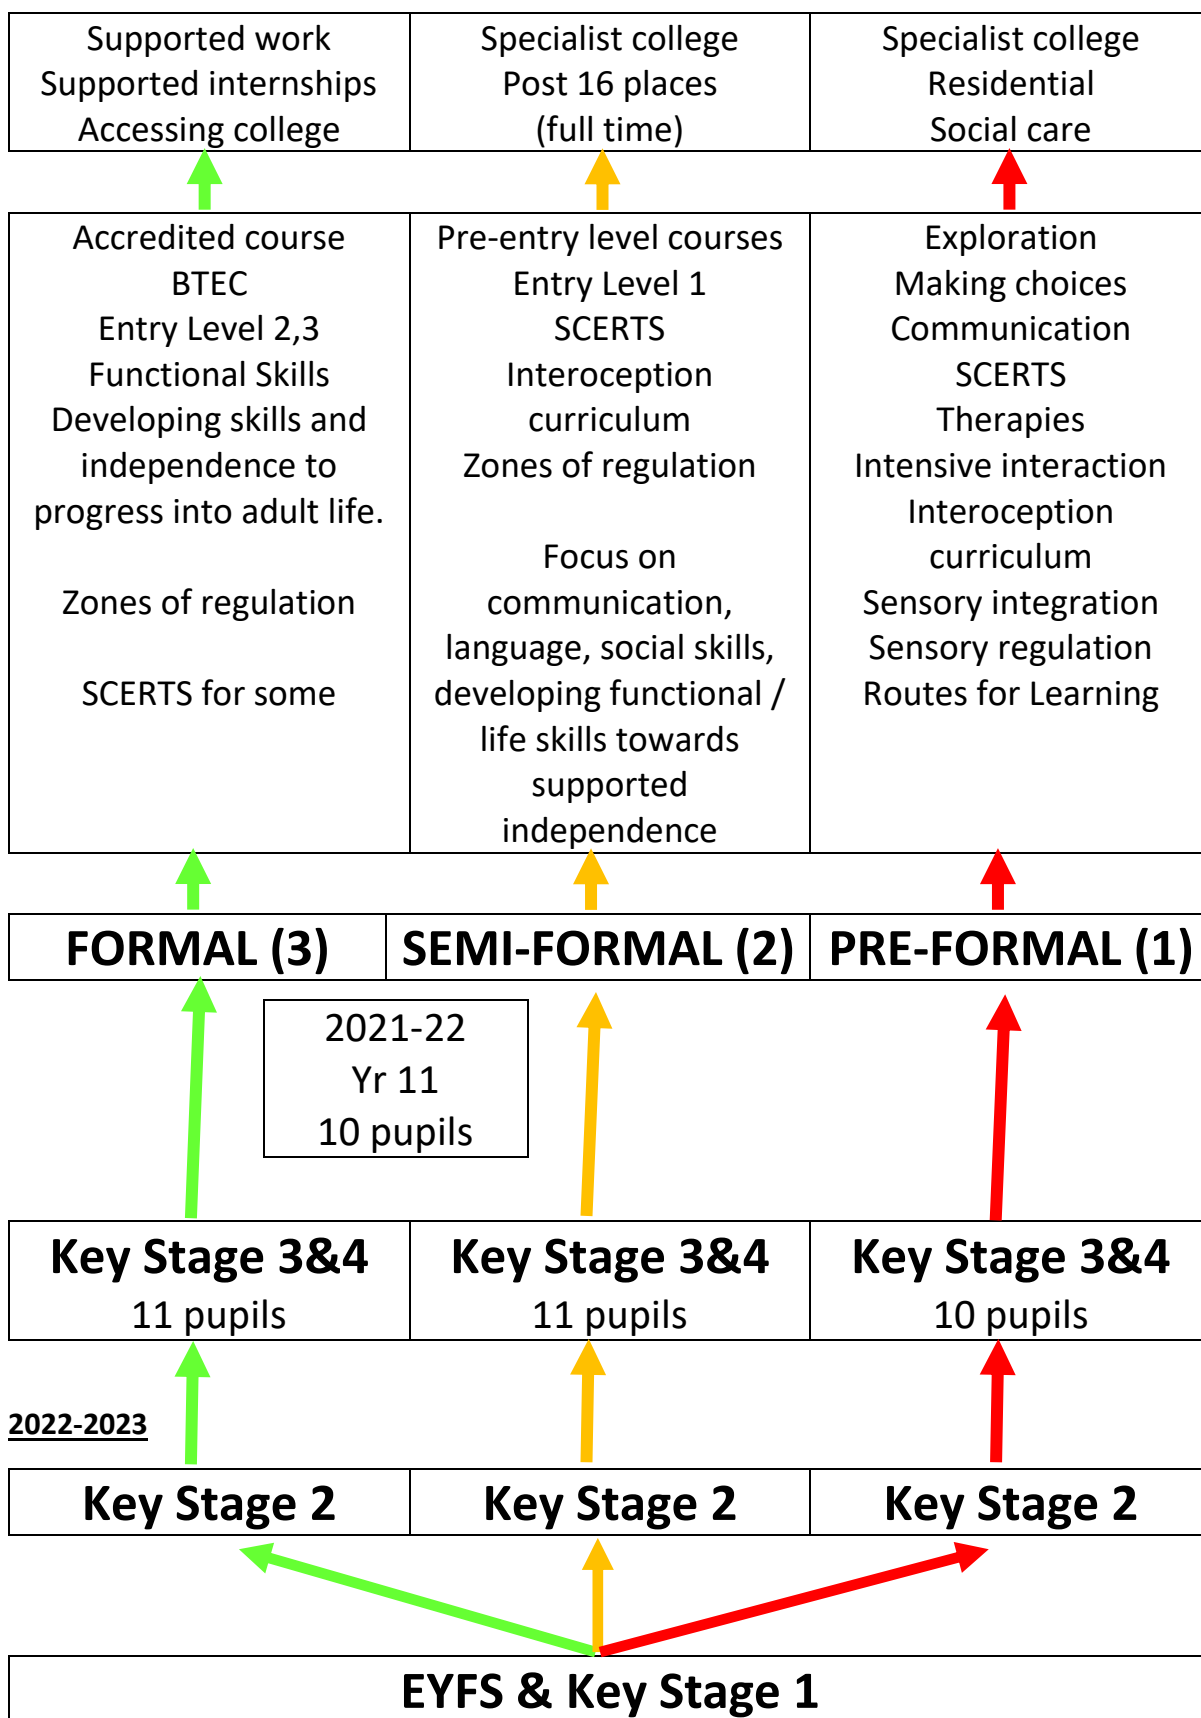 Supported work
Supported internships
Accessing college
Specialist college
Post 16 places
(full time)
Specialist college
Residential
Social care
Accredited course
BTEC
Entry Level 2,3
Functional Skills
Developing skills and
independence to
progress into adult life.
Zones of regulation
SCERTS for some
Pre-entry level courses
Entry Level 1
SCERTS
Interoception
curriculum
Zones of regulation
Focus on
communication,
language, social skills,
developing functional /
life skills towards
supported
independence
Exploration
Making choices
Communication
SCERTS
Therapies
Intensive interaction
Interoception
curriculum
Sensory integration
Sensory regulation
Routes for Learning
FORMAL (3)
SEMI-FORMAL (2)
PRE-FORMAL (1)
2021-22
Yr 11
10 pupils
Key Stage 3&4
11 pupils
Key Stage 3&4
11 pupils
Key Stage 3&4
10 pupils
2022-2023
Key Stage 2
Key Stage 2
Key Stage 2
EYFS & Key Stage 1